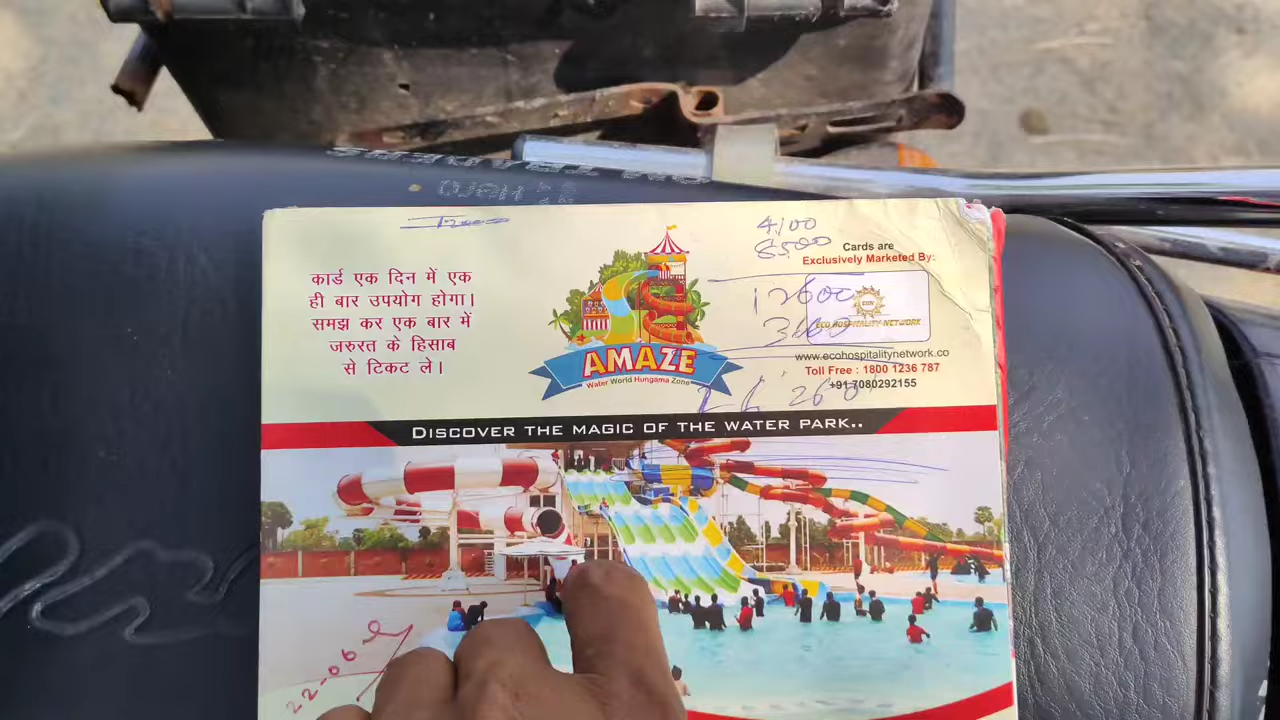 कार्ड एक दिन में एक
ही बार उपयोग होगा।
समझ कर एक बार में
जरुरत के हिसाब
से टिकट ले।
AMAZE
Water World Hungama Zone
4100
8500
12600
Cards are
Exclusively Marketed By:
ECO HOSPITALITY NETWORK
www.ecohospitalitynetwork.co
Toll Free : 1800 1236 787
+91 7080292155
DISCOVER THE MAGIC OF THE WATER PARK..
22-06